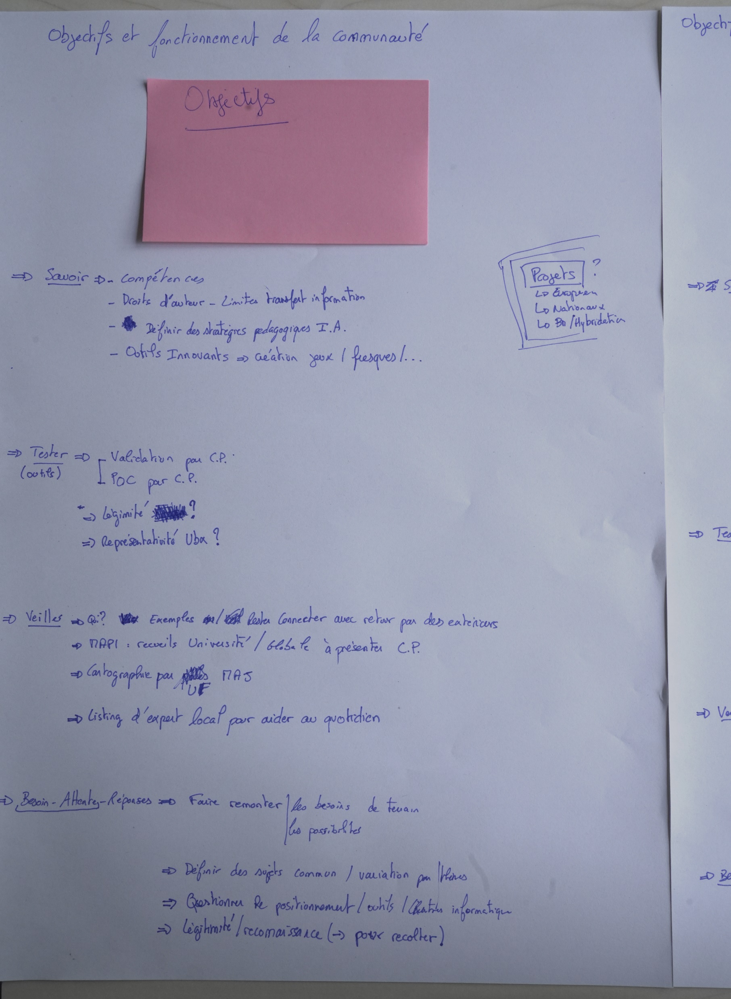 Objectifs et fonctionnement de la communauté
Objectifs
⇒ Savoir ⇒ - Compétences
- Droits d'auteur - Limites transfert information
- Définir des stratégies pédagogiques I.A.
- Outils Innovants ⇒ création jeux / fresques / ...
Projets ?
↳ Européen
↳ Nationaux
↳ /Hybridation
⇒ Tester ⇒ - Validation par C.P.
(outils) - POC par C.P.
⇒ Légimité ?
⇒ Représentativité Uba ?
⇒ Veilles ⇒ Qui? Exemples / Rester Connecter avec retour par des extérieurs
⇒ MAPI : recueils Université / Globale à présenter C.P.
⇒ Cartographie par UF MAJ
⇒ Listing d'expert local pour aider au quotidien
⇒ Besoin - Attentes - Réponses ⇒ Faire remonter | les besoins de terrain
| les possibilités
⇒ Définir des sujets commun / variation par thèmes
⇒ Questionner le positionnement / outils / informatique
⇒ Légitimité / reconnaissance (→ pour recolter)
Objectif
⇒ S
⇒ Tes
⇒ Ve
⇒ Be